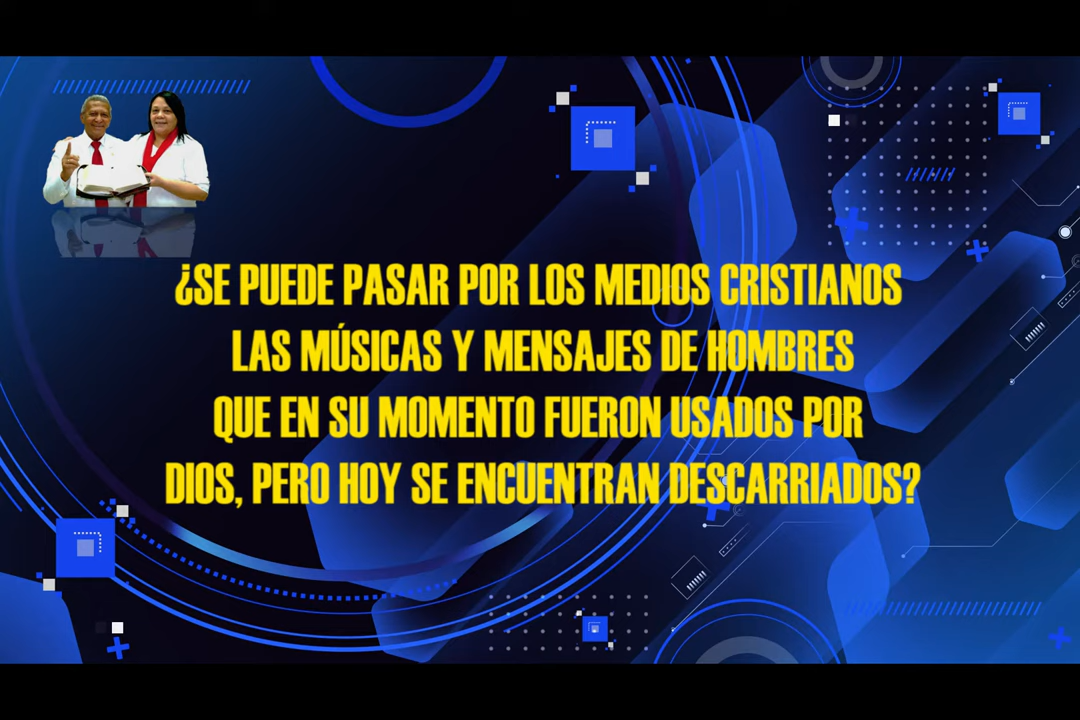 ¿SE PUEDE PASAR POR LOS MEDIOS CRISTIANOS
LAS MÚSICAS Y MENSAJES DE HOMBRES
QUE EN SU MOMENTO FUERON USADOS POR
DIOS, PERO HOY SE ENCUENTRAN DESCARRIADOS?